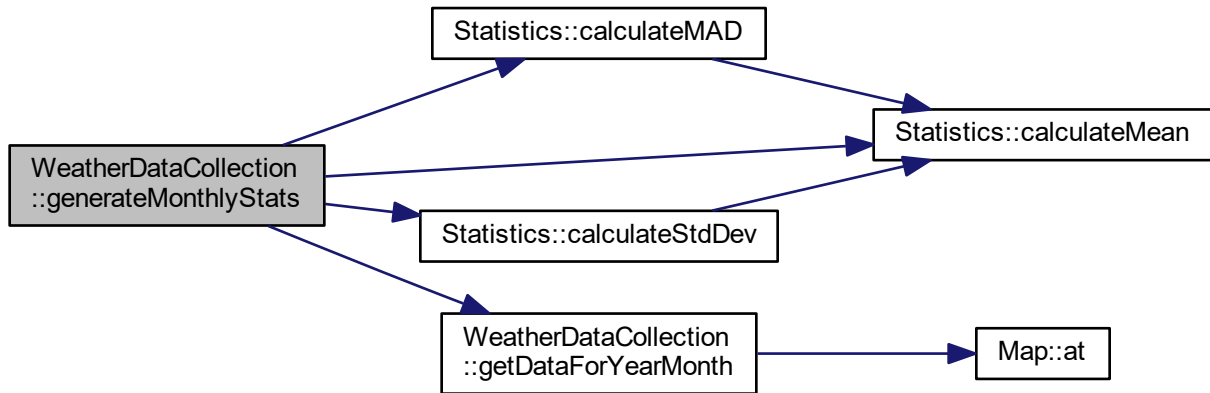 Statistics::calculateMAD
Statistics::calculateMean
WeatherDataCollection
::generateMonthlyStats
Statistics::calculateStdDev
WeatherDataCollection
::getDataForYearMonth
Map::at